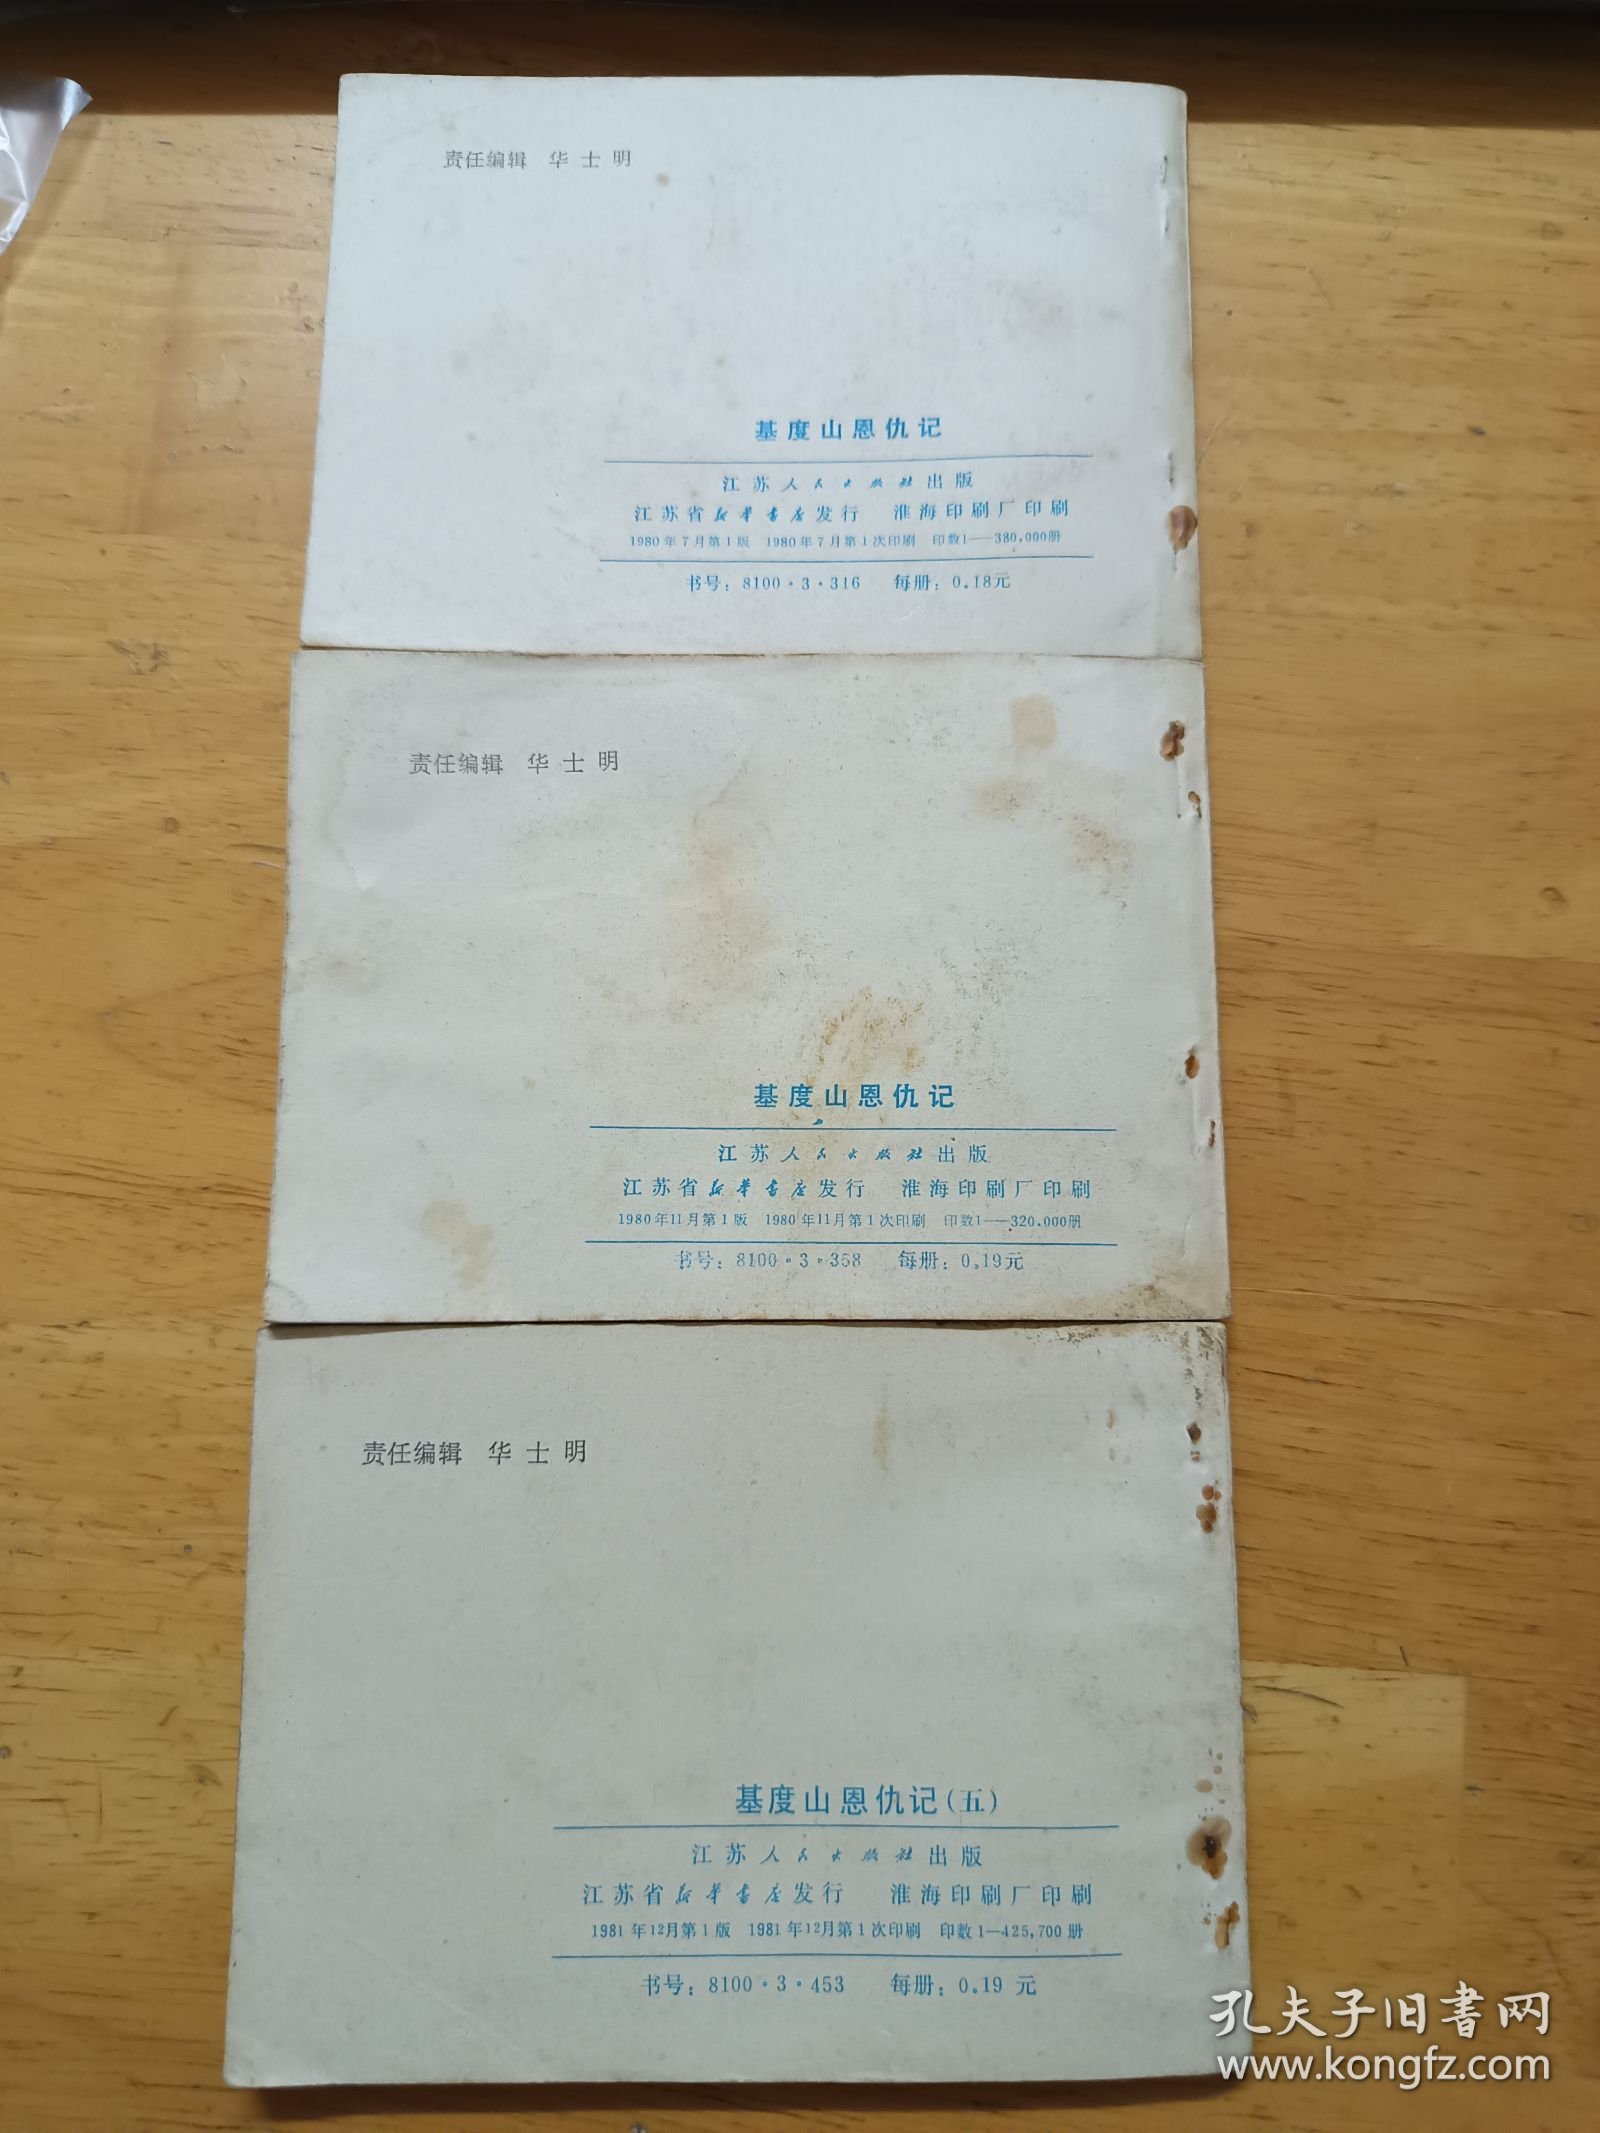 责任编辑 华士明
基度山恩仇记
江苏人民出版社出版
江苏省新华书店发行 淮海印刷厂印刷
1980年7月第1版 1980年7月第1次印刷 印数1—380,000册
书号：8100·3·316 每册：0.18元
责任编辑 华士明
基度山恩仇记
江苏人民出版社出版
江苏省新华书店发行 淮海印刷厂印刷
1980年11月第1版 1980年11月第1次印刷 印数1—320,000册
书号：8100·3·358 每册：0.19元
责任编辑 华士明
基度山恩仇记(五)
江苏人民出版社出版
江苏省新华书店发行 淮海印刷厂印刷
1981年12月第1版 1981年12月第1次印刷 印数1—425,700册
书号：8100·3·453 每册：0.19元
孔夫子旧书网
www.kongfz.com